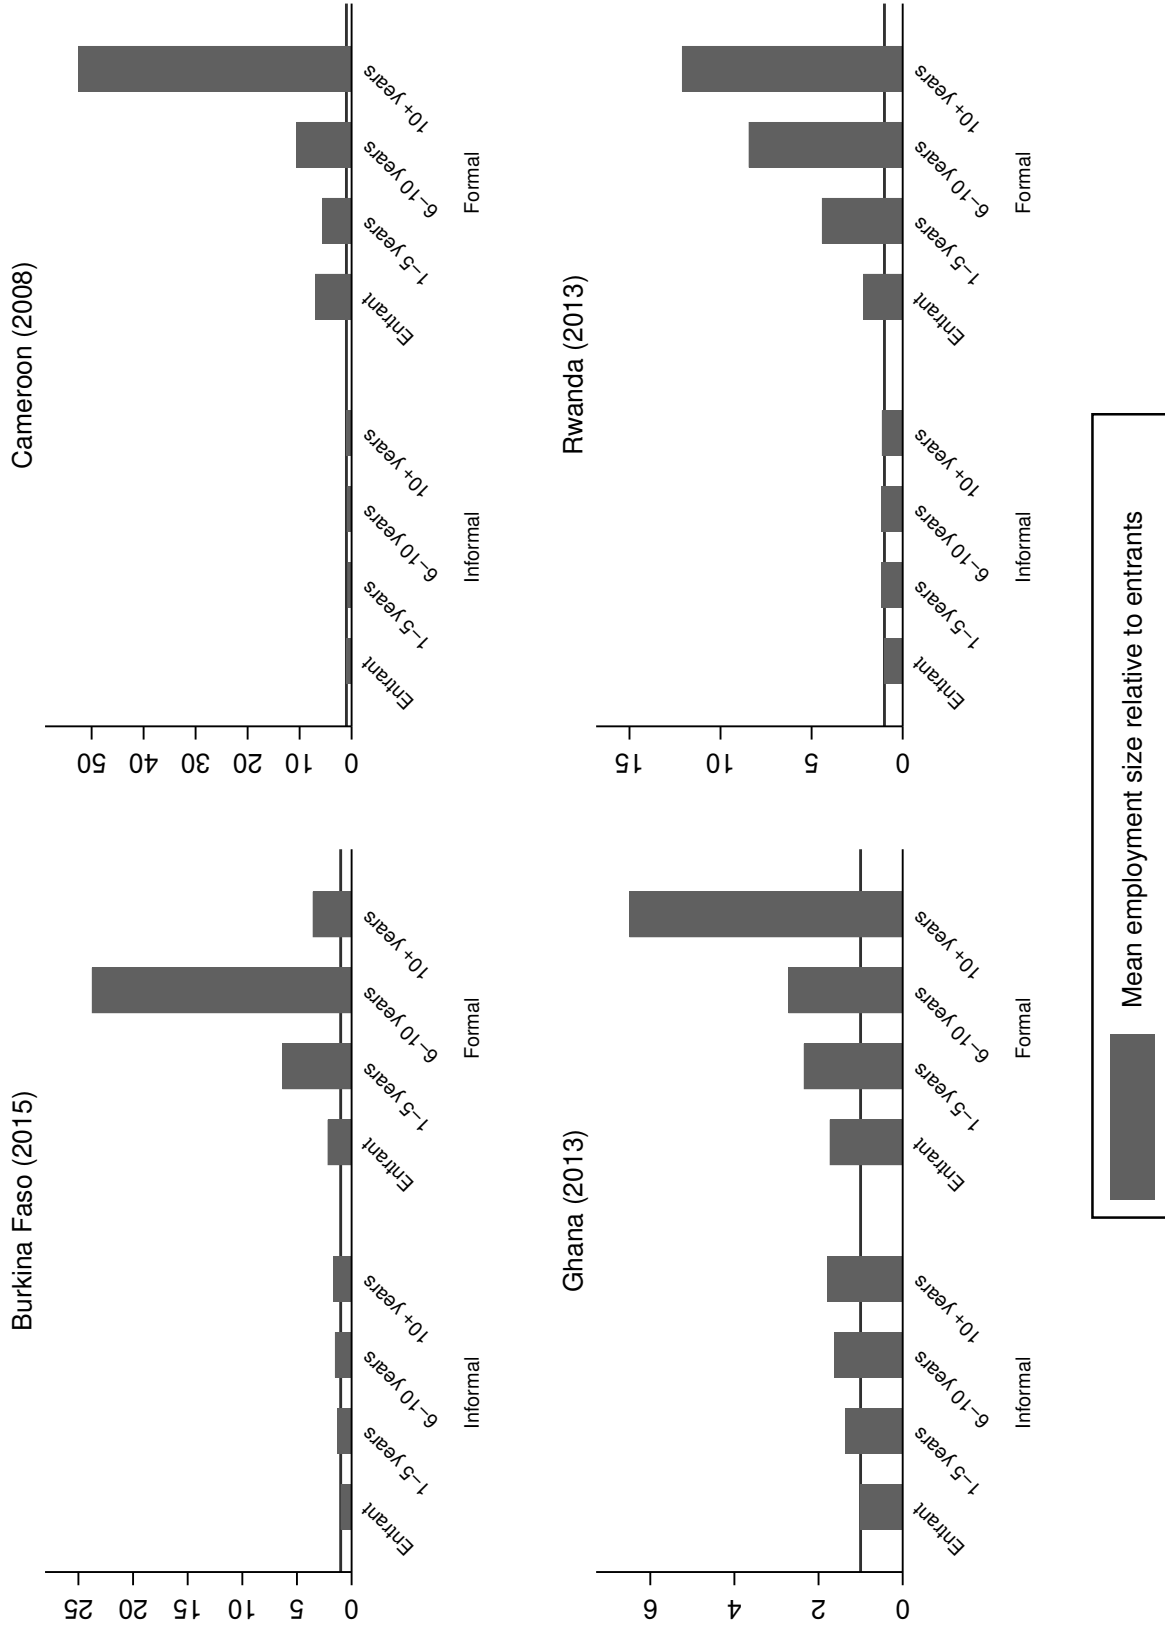 Burkina Faso (2015)
25
20
15
10
5
0
Entrant
1–5 years
6–10 years
10+ years
Entrant
1–5 years
6–10 years
10+ years
Informal
Formal
Cameroon (2008)
50
40
30
20
10
0
Entrant
1–5 years
6–10 years
10+ years
Entrant
1–5 years
6–10 years
10+ years
Informal
Formal
Ghana (2013)
6
4
2
0
Entrant
1–5 years
6–10 years
10+ years
Entrant
1–5 years
6–10 years
10+ years
Informal
Formal
Rwanda (2013)
15
10
5
0
Entrant
1–5 years
6–10 years
10+ years
Entrant
1–5 years
6–10 years
10+ years
Informal
Formal
Mean employment size relative to entrants